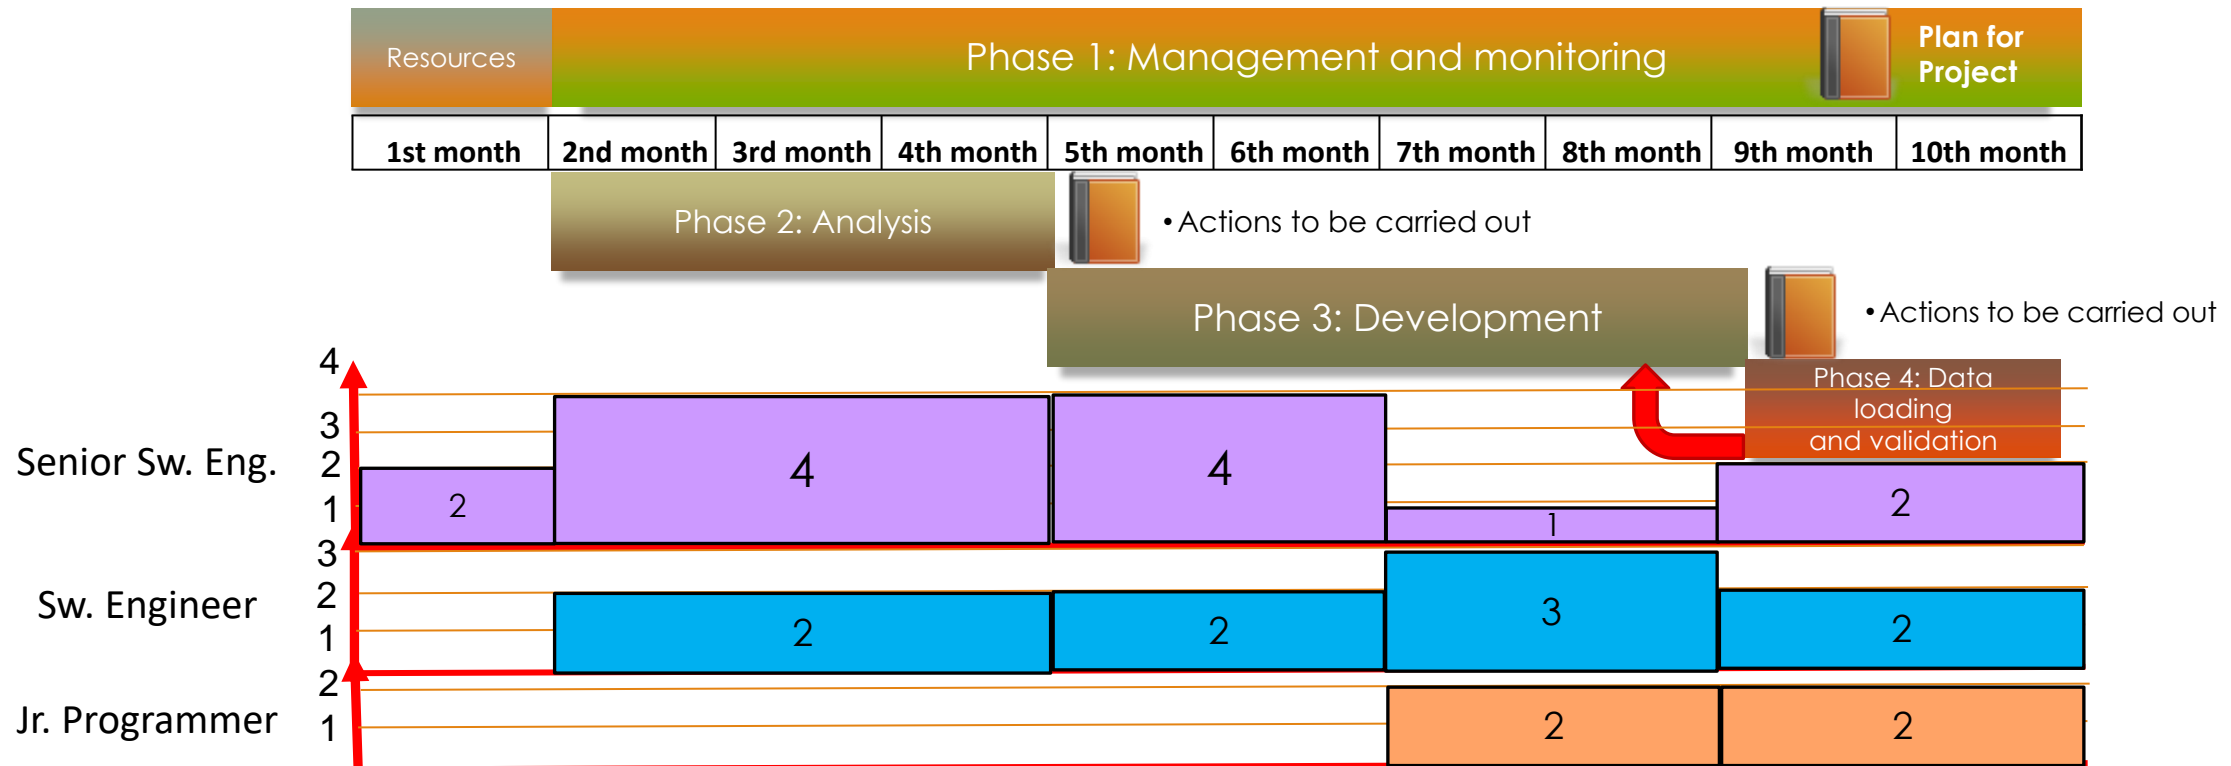 Resources
Phase 1: Management and monitoring
Plan for
Project
1st month 2nd month 3rd month 4th month 5th month 6th month 7th month 8th month 9th month 10th month
Phase 2: Analysis
• Actions to be carried out
Phase 3: Development
• Actions to be carried out
Phase 4: Data
loading
and validation
4
3
2
1
Senior Sw. Eng.
2
4
4
1
2
3
2
1
Sw. Engineer
2
2
3
2
2
1
Jr. Programmer
2
2